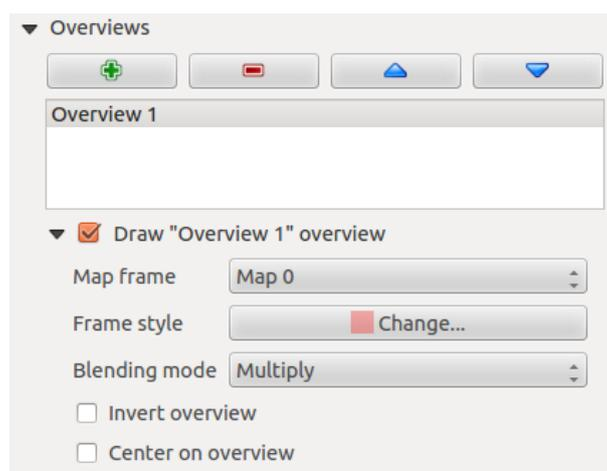 Overviews
Overview 1
Draw "Overview 1" overview
Map frame Map 0
Frame style Change...
Blending mode Multiply
Invert overview
Center on overview